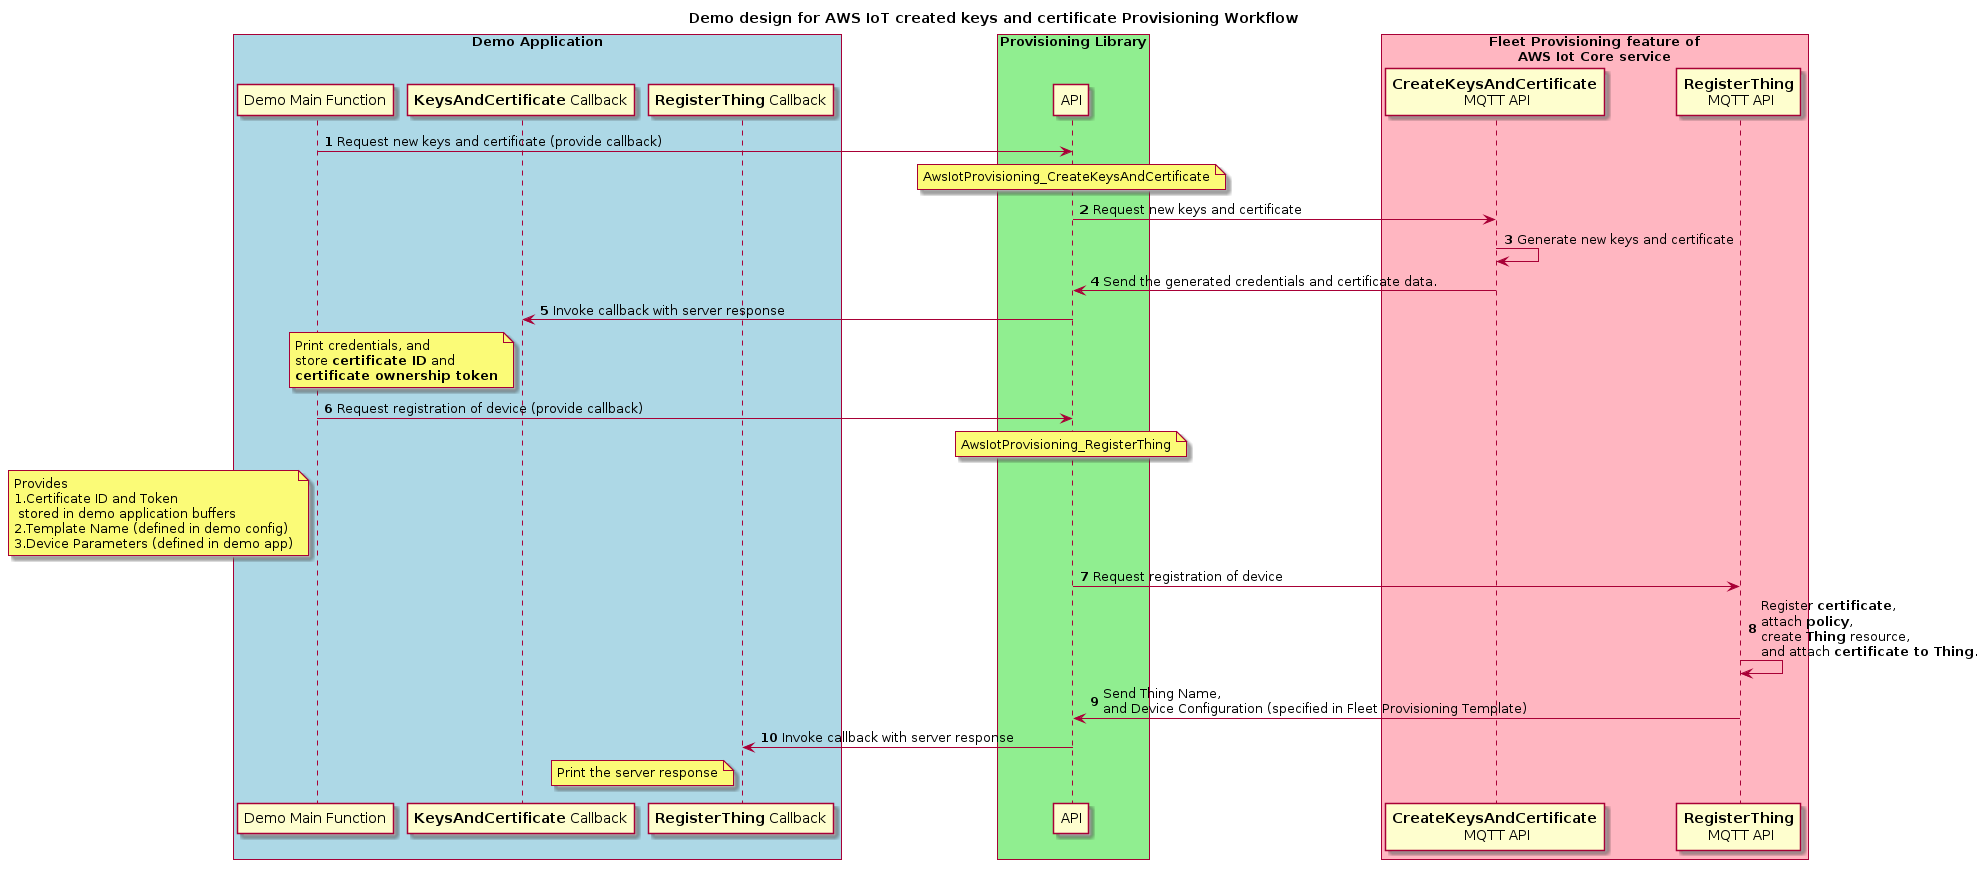 Demo design for AWS IoT created keys and certificate Provisioning Workflow
Demo Application
Provisioning Library
Fleet Provisioning feature of
AWS Iot Core service
Demo Main Function
KeysAndCertificate Callback
RegisterThing Callback
API
CreateKeysAndCertificate
MQTT API
RegisterThing
MQTT API
1 Request new keys and certificate (provide callback)
AwsIotProvisioning_CreateKeysAndCertificate
2 Request new keys and certificate
3 Generate new keys and certificate
4 Send the generated credentials and certificate data.
5 Invoke callback with server response
Print credentials, and
store certificate ID and
certificate ownership token
6 Request registration of device (provide callback)
AwsIotProvisioning_RegisterThing
Provides
1.Certificate ID and Token
stored in demo application buffers
2.Template Name (defined in demo config)
3.Device Parameters (defined in demo app)
7 Request registration of device
8 Register certificate,
attach policy,
create Thing resource,
and attach certificate to Thing.
9 Send Thing Name,
and Device Configuration (specified in Fleet Provisioning Template)
10 Invoke callback with server response
Print the server response
Demo Main Function
KeysAndCertificate Callback
RegisterThing Callback
API
CreateKeysAndCertificate
MQTT API
RegisterThing
MQTT API